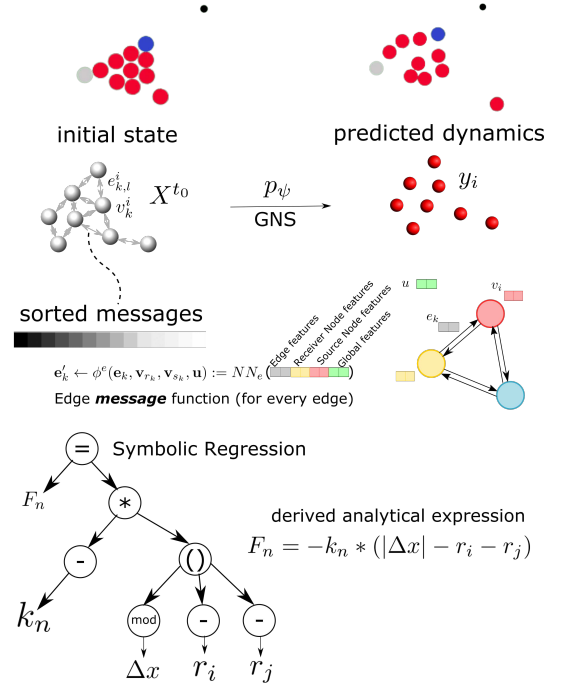 initial state
predicted dynamics
e^i_{k,l}
v^i_k
X^{t_0}
p_ψ
GNS
y_i
sorted messages
Edge features
Receiver Node features
Source Node features
Global features
u
v_i
e_k
e'_k ← φ^e(e_k, v_{r_k}, v_{s_k}, u) := NN_e( )
Edge message function (for every edge)
=
Symbolic Regression
F_n
*
derived analytical expression
F_n = −k_n * (|Δx| − r_i − r_j)
-
()
k_n
mod
-
-
Δx
r_i
r_j